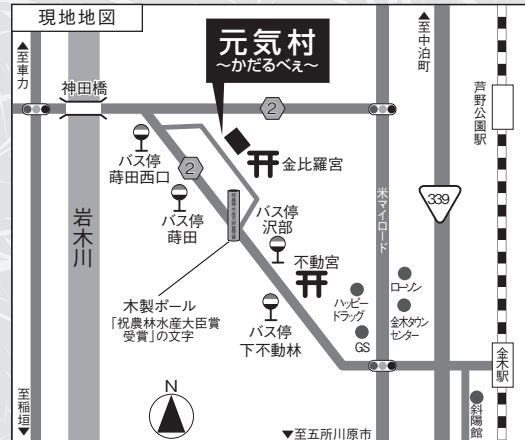 現地地図
元気村
~かだるべぇ~
▲至車力
神田橋
2
▲至中泊町
芦野公園駅
バス停
蒔田西口
2
金比羅宮
バス停
蒔田
バス停
沢部
米マイロード
339
岩木川
不動宮
木製ポール
「祝農林水産大臣賞
受賞」の文字
ハッピー
ドラッグ
ローソン
金木タウン
センター
GS
バス停
下不動林
金木駅
N
至稲垣▼
▼至五所川原市
斜陽館